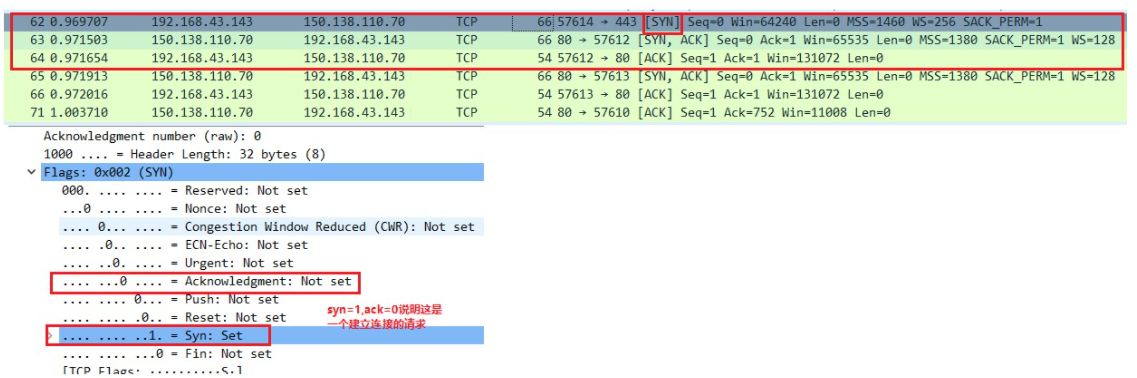 62 0.969707 192.168.43.143 150.138.110.70 TCP 66 57614 → 443 [SYN] Seq=0 Win=64240 Len=0 MSS=1460 WS=256 SACK_PERM=1
63 0.971503 150.138.110.70 192.168.43.143 TCP 66 80 → 57612 [SYN, ACK] Seq=0 Ack=1 Win=65535 Len=0 MSS=1380 SACK_PERM=1 WS=128
64 0.971654 192.168.43.143 150.138.110.70 TCP 54 57612 → 80 [ACK] Seq=1 Ack=1 Win=131072 Len=0
65 0.971913 150.138.110.70 192.168.43.143 TCP 66 80 → 57613 [SYN, ACK] Seq=0 Ack=1 Win=65535 Len=0 MSS=1380 SACK_PERM=1 WS=128
66 0.972016 192.168.43.143 150.138.110.70 TCP 54 57613 → 80 [ACK] Seq=1 Ack=1 Win=131072 Len=0
71 1.003710 150.138.110.70 192.168.43.143 TCP 54 80 → 57610 [ACK] Seq=1 Ack=752 Win=11008 Len=0
Acknowledgment number (raw): 0
1000 .... = Header Length: 32 bytes (8)
Flags: 0x002 (SYN)
000. .... .... = Reserved: Not set
...0 .... .... = Nonce: Not set
.... 0... .... = Congestion Window Reduced (CWR): Not set
.... .0.. .... = ECN-Echo: Not set
.... ..0. .... = Urgent: Not set
.... ...0 .... = Acknowledgment: Not set
.... .... 0... = Push: Not set
.... .... .0.. = Reset: Not set
.... .... ..1. = Syn: Set
.... .... ...0 = Fin: Not set
[TCP Flags: ··········S·]
syn=1,ack=0说明这是
一个建立连接的请求